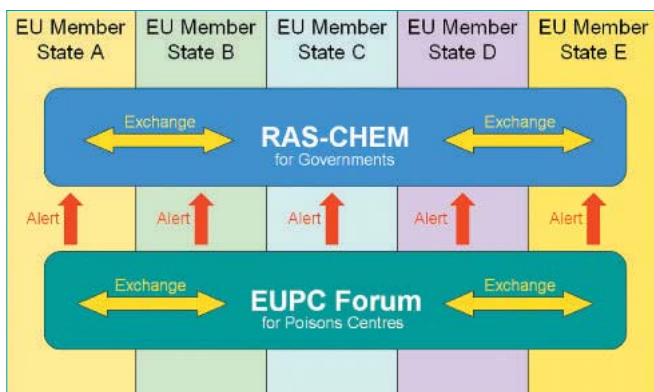 EU Member
State A
EU Member
State B
EU Member
State C
EU Member
State D
EU Member
State E
Exchange
RAS-CHEM
for Governments
Exchange
Alert
Alert
Alert
Alert
Alert
Exchange
EUPC Forum
for Poisons Centres
Exchange